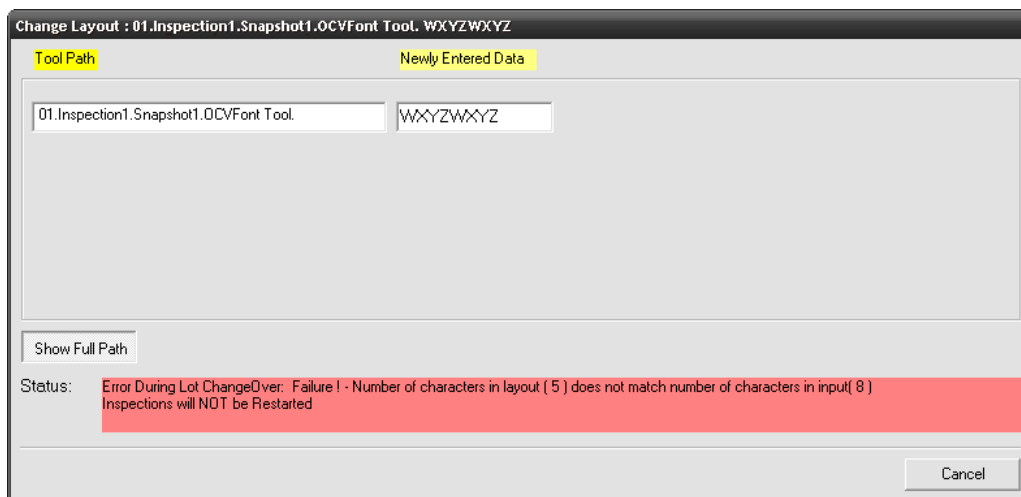 Change Layout : 01.Inspection1.Snapshot1.OCVFont Tool. WXYZWXYZ
Tool Path
Newly Entered Data
01.Inspection1.Snapshot1.OCVFont Tool.
WXYZWXYZ
Show Full Path
Status:
Error During Lot ChangeOver: Failure ! - Number of characters in layout ( 5 ) does not match number of characters in input( 8 )
Inspections will NOT be Restarted
Cancel